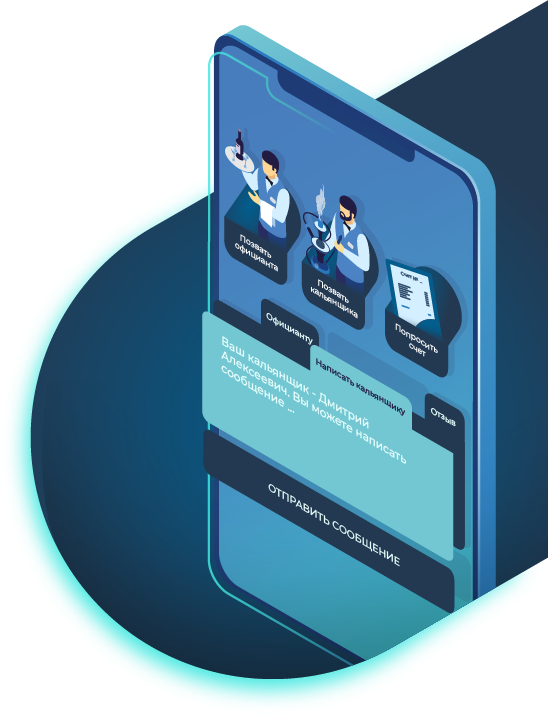 Позвать
официанта
Позвать
кальянщика
Счет №
Попросить
счет
Официанту
Написать кальянщику
Отзыв
Ваш кальянщик - Дмитрий
Алексеевич. Вы можете написать
сообщение ...
ОТПРАВИТЬ СООБЩЕНИЕ